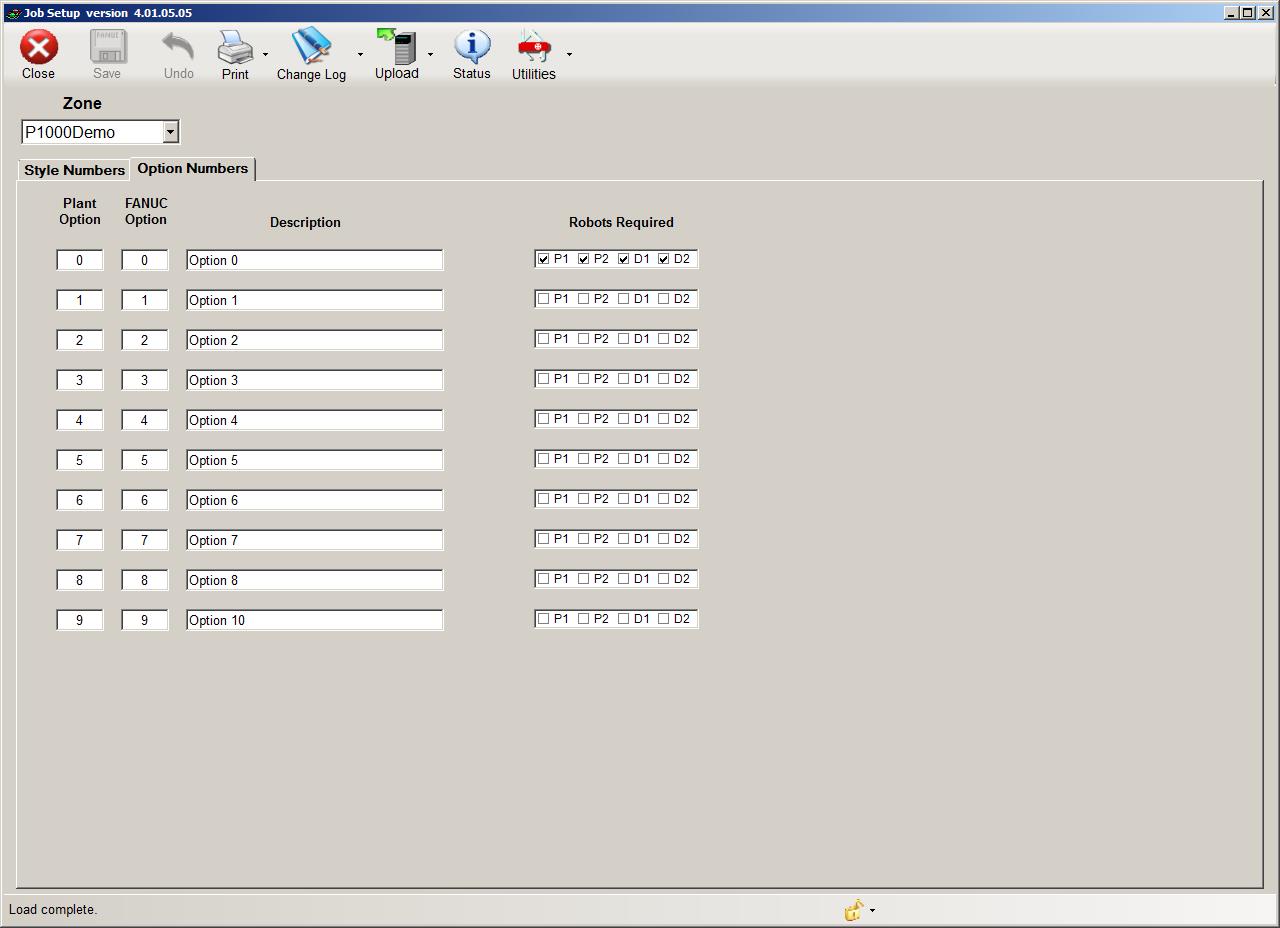 Job Setup version 4.01.05.05
FANUC
Close Save Undo Print Change Log Upload Status Utilities
Zone
P1000Demo
Style Numbers Option Numbers
Plant Option FANUC Option Description Robots Required
0 0 Option 0 P1 P2 D1 D2
1 1 Option 1 P1 P2 D1 D2
2 2 Option 2 P1 P2 D1 D2
3 3 Option 3 P1 P2 D1 D2
4 4 Option 4 P1 P2 D1 D2
5 5 Option 5 P1 P2 D1 D2
6 6 Option 6 P1 P2 D1 D2
7 7 Option 7 P1 P2 D1 D2
8 8 Option 8 P1 P2 D1 D2
9 9 Option 10 P1 P2 D1 D2
Load complete.